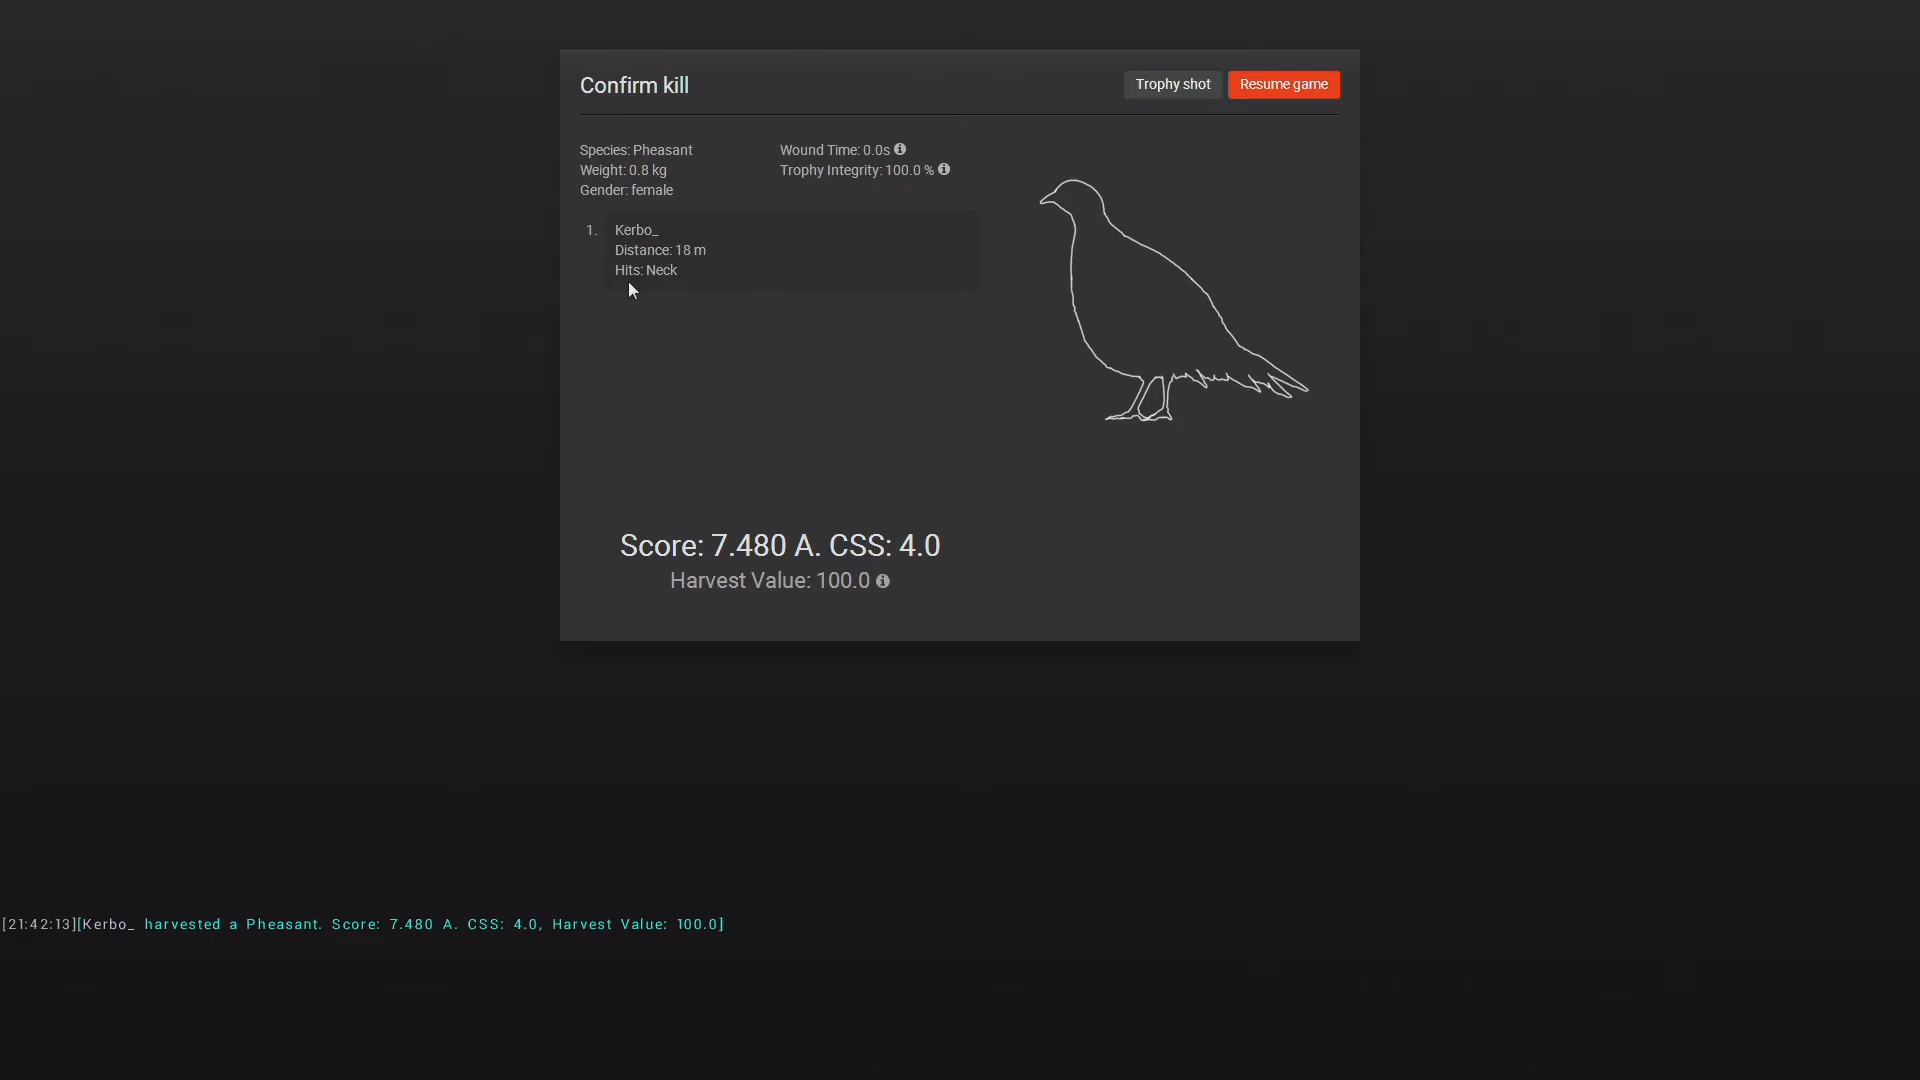 Confirm kill
Trophy shot
Resume game
Species: Pheasant
Weight: 0.8 kg
Gender: female
Wound Time: 0.0s
Trophy Integrity: 100.0 %
1.
Kerbo_
Distance: 18 m
Hits: Neck
Score: 7.480 A. CSS: 4.0
Harvest Value: 100.0
[21:42:13][Kerbo_ harvested a Pheasant. Score: 7.480 A. CSS: 4.0, Harvest Value: 100.0]